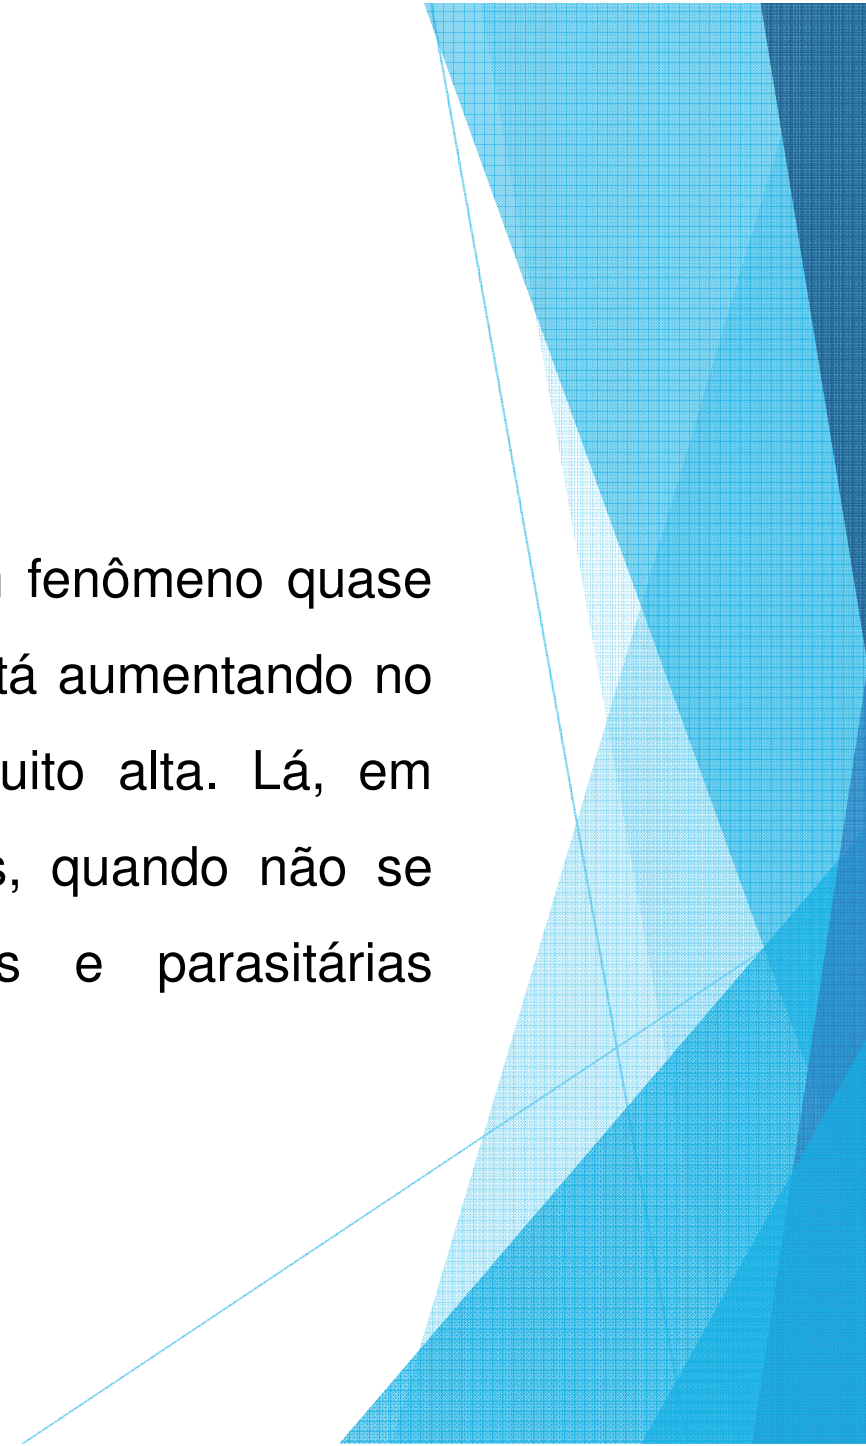 fenômeno quase
tá aumentando no
uito alta. Lá, em
s, quando não se
s e parasitárias